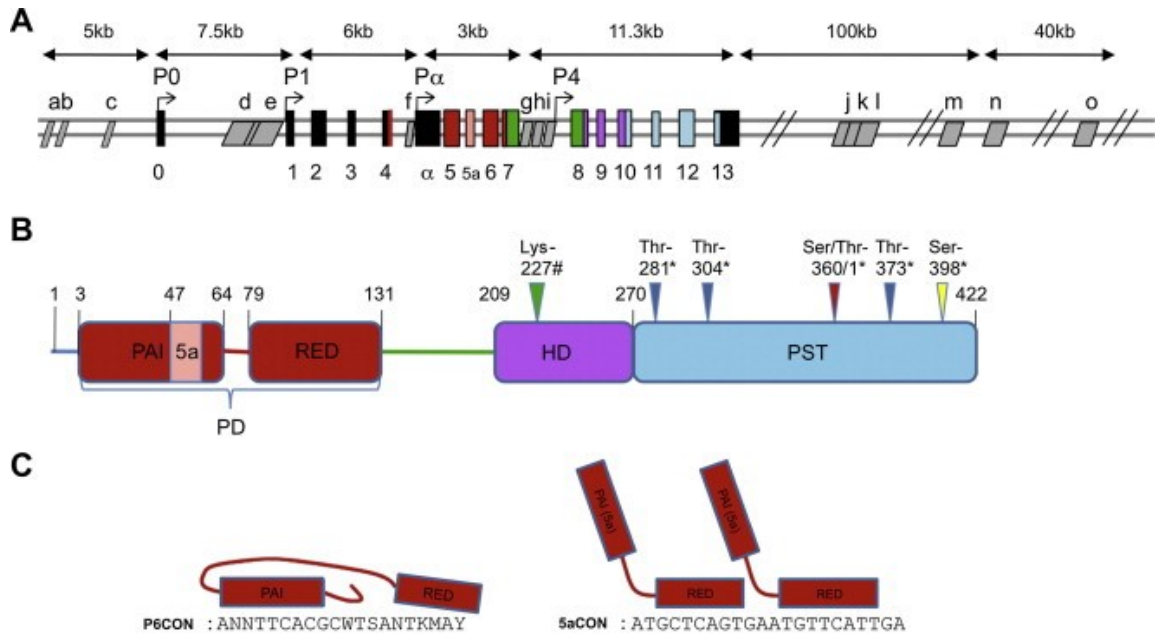 A
5kb 7.5kb 6kb 3kb 11.3kb 100kb 40kb
P0 P1 Pα P4
ab c d e f ghi j k l m n o
0 1 2 3 4 α 5 5a 6 7 8 9 10 11 12 13
B
Lys- Thr- Thr- Ser/Thr- Thr- Ser-
227# 281* 304* 360/1* 373* 398*
1 3 47 64 79 131 209 270 422
PAI 5a RED HD PST
PD
C
PAI (5a) PAI (5a)
PAI RED RED RED
P6CON : ANNTTCACGCWTSANTKMAY 5aCON : ATGCTCAGTGAATGTTCATTGA